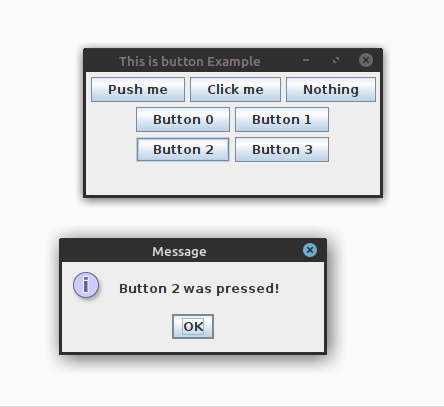 This is button Example
Push me Click me Nothing
Button 0 Button 1
Button 2 Button 3
Message
Button 2 was pressed!
OK